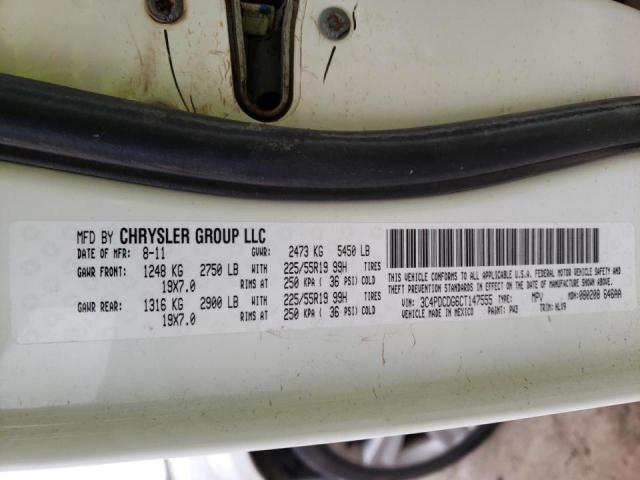 MFD BY CHRYSLER GROUP LLC
DATE OF MFR: 8-11 GVWR: 2473 KG 5450 LB
GAWR FRONT: 1248 KG 2750 LB WITH 225/55R19 99H TIRES
19X7.0 RIMS AT 250 KPA ( 36 PSI) COLD
GAWR REAR: 1316 KG 2900 LB WITH 225/55R19 99H TIRES
19X7.0 RIMS AT 250 KPA ( 36 PSI) COLD
THIS VEHICLE CONFORMS TO ALL APPLICABLE U.S.A. FEDERAL MOTOR VEHICLE SAFETY AND
THEFT PREVENTION STANDARDS IN EFFECT ON THE DATE OF MANUFACTURE SHOWN ABOVE.
VIN: 3C4PDCDG6CT147555 TYPE: MPV MDH: 080208 646AA
VEHICLE MADE IN MEXICO PAINT: PW3 TRIM: